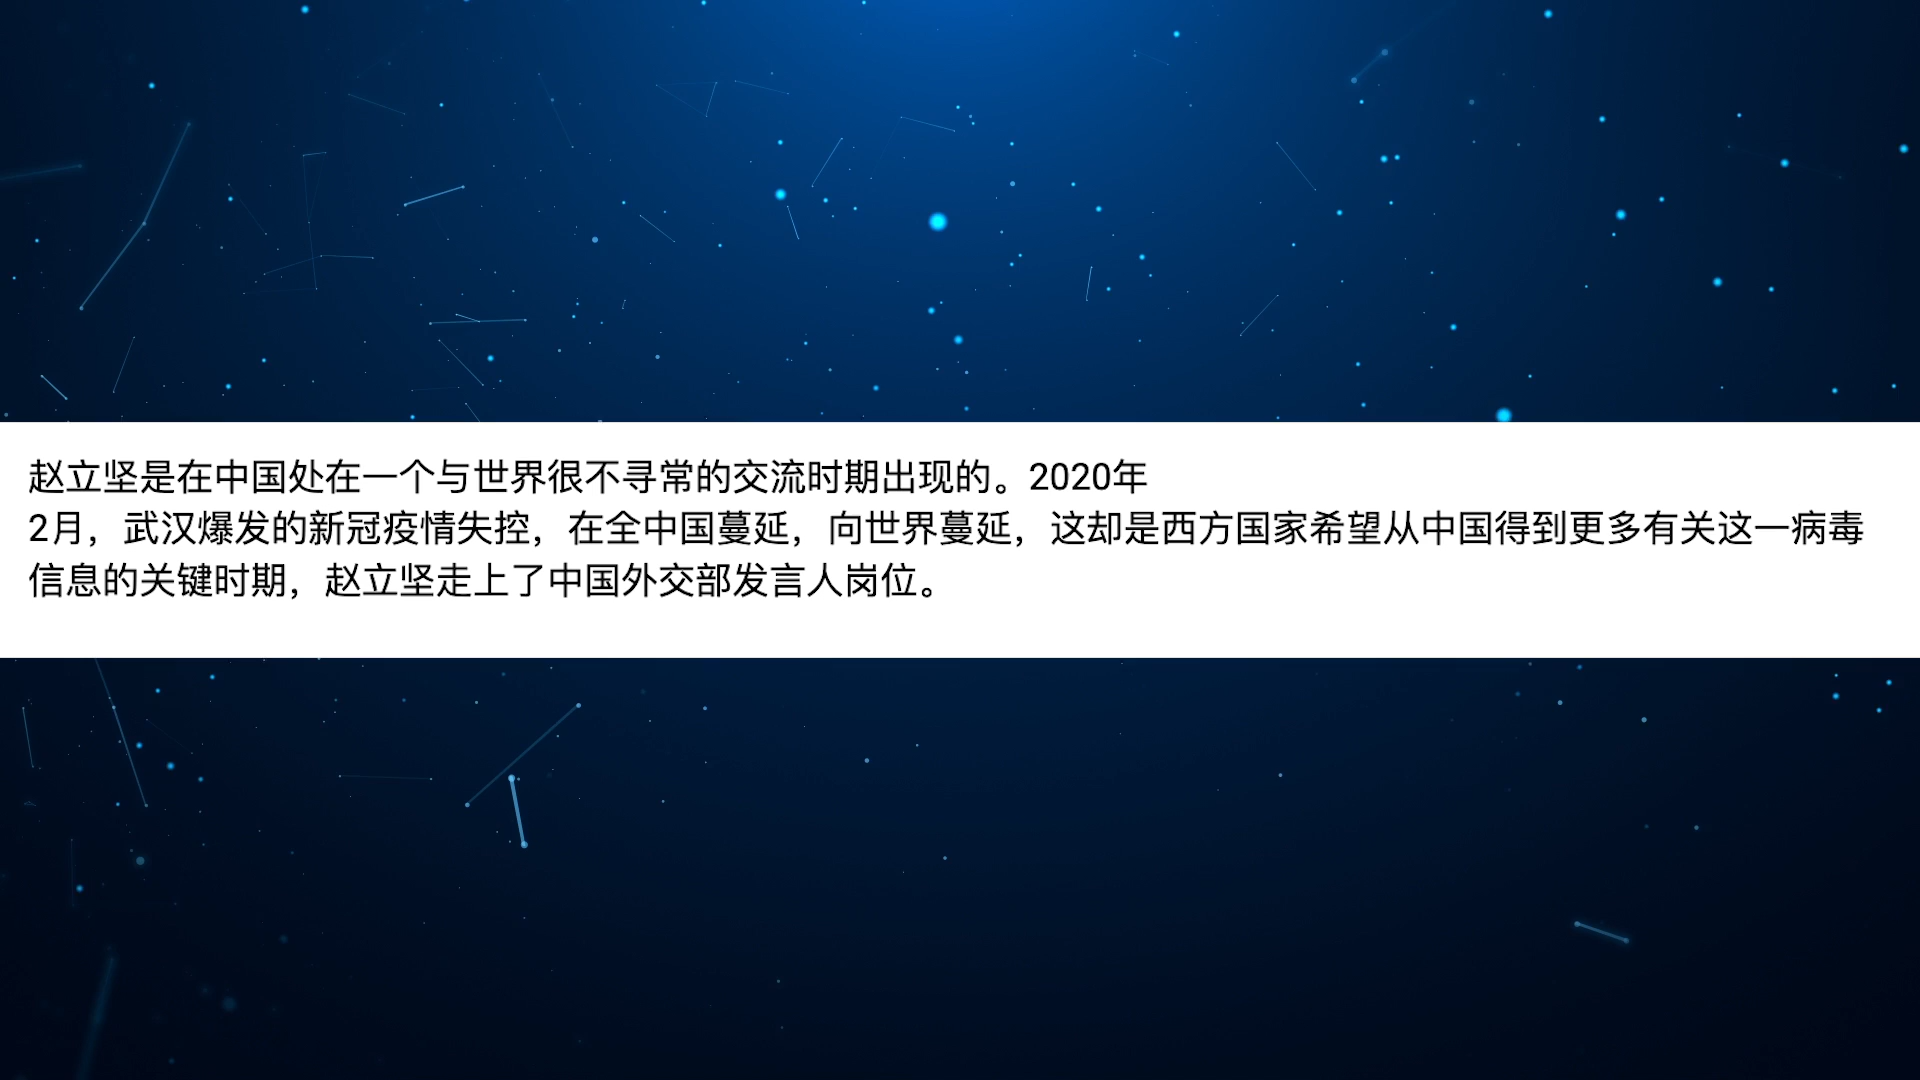 赵立坚是在中国处在一个与世界很不寻常的交流时期出现的。2020年
2月，武汉爆发的新冠疫情失控，在全中国蔓延，向世界蔓延，这却是西方国家希望从中国得到更多有关这一病毒
信息的关键时期，赵立坚走上了中国外交部发言人岗位。